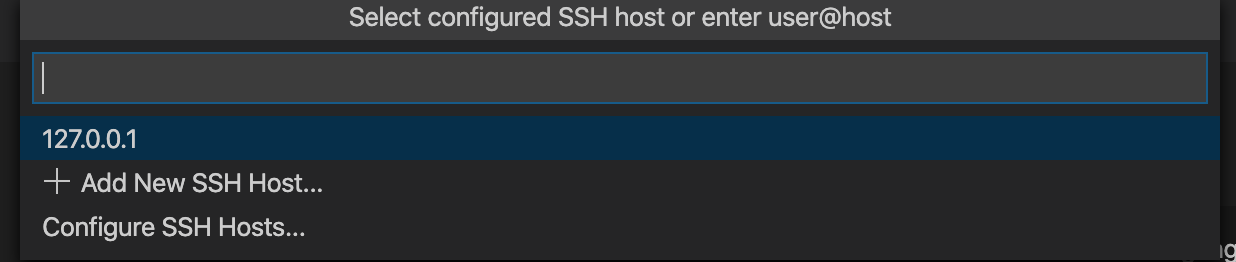 Select configured SSH host or enter user@host
127.0.0.1
Add New SSH Host...
Configure SSH Hosts...